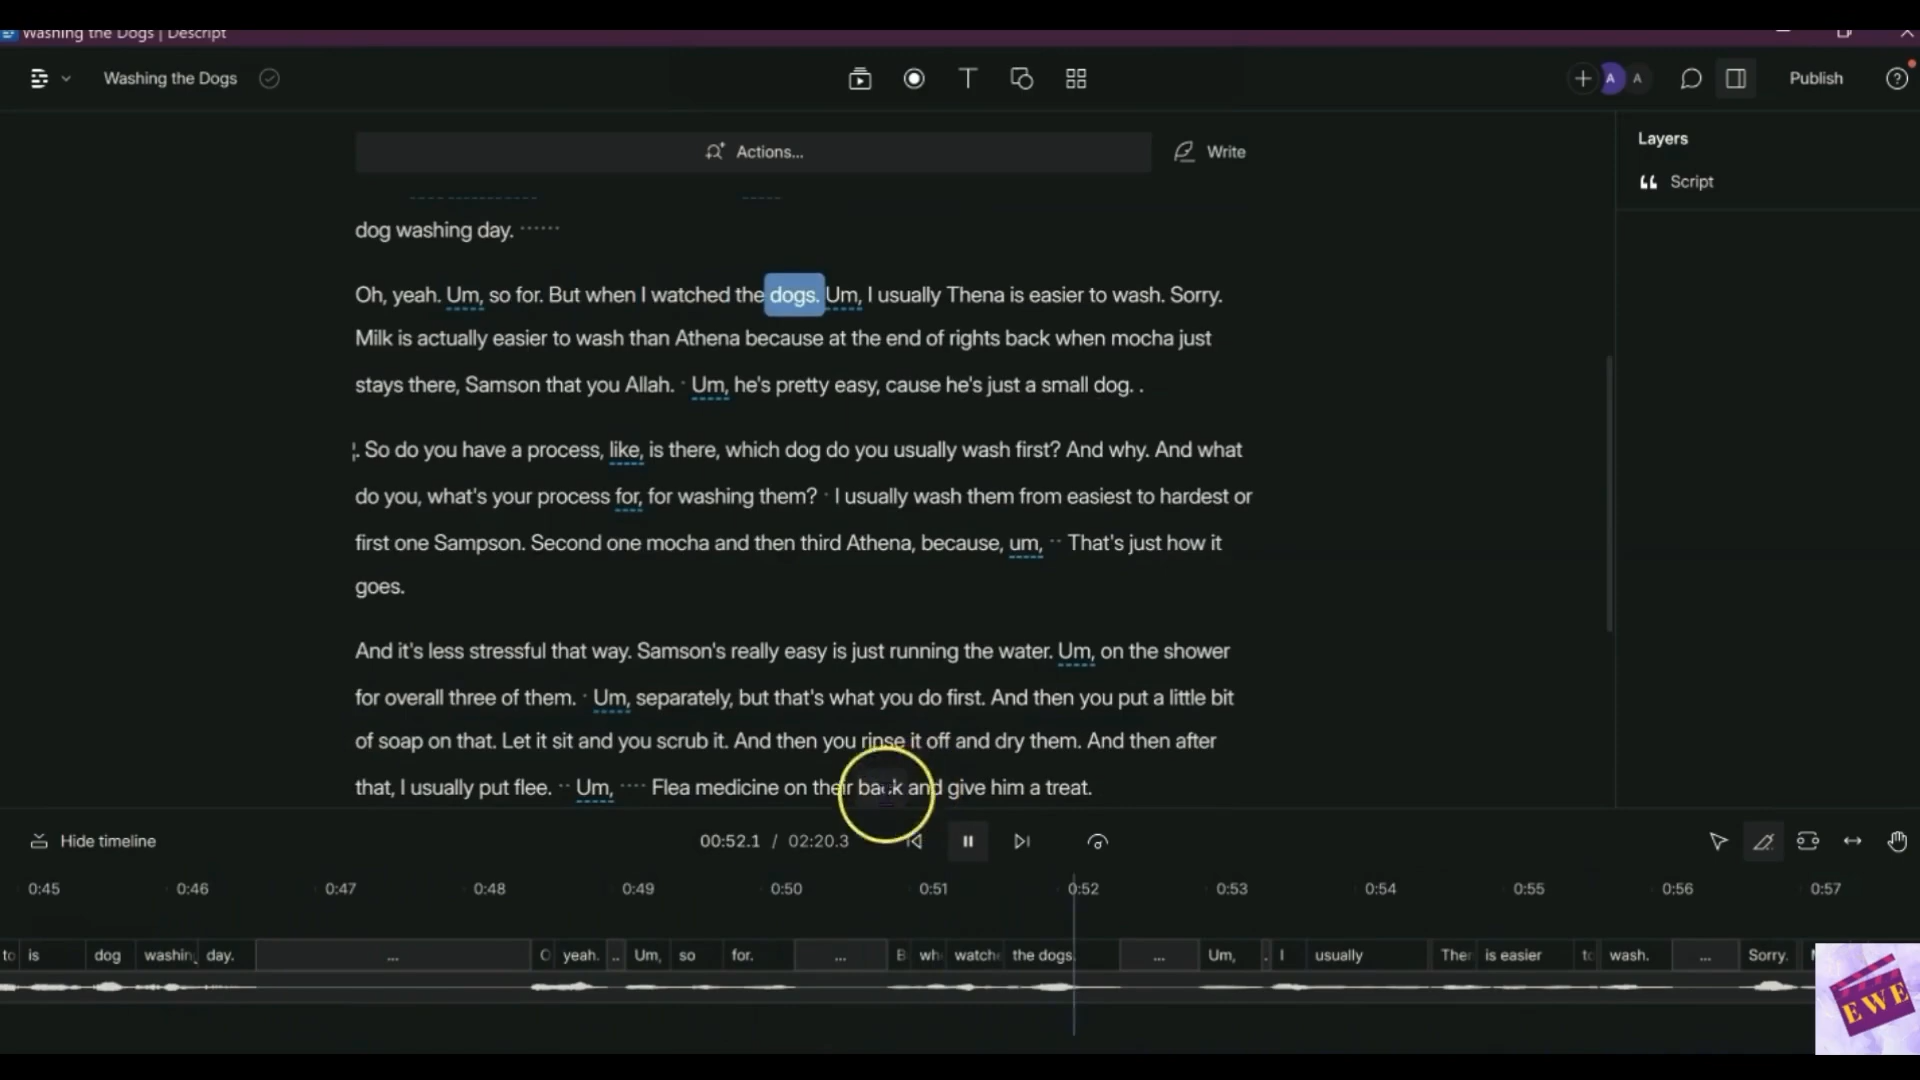 Washing the Dogs | Descript
Washing the Dogs
A
A
Publish
?
Actions...
Write
Layers
Script
dog washing day.
Oh, yeah. Um, so for. But when I watched the dogs. Um, I usually Thena is easier to wash. Sorry.
Milk is actually easier to wash than Athena because at the end of rights back when mocha just
stays there, Samson that you Allah. Um, he's pretty easy, cause he's just a small dog. .
. So do you have a process, like, is there, which dog do you usually wash first? And why. And what
do you, what's your process for, for washing them? I usually wash them from easiest to hardest or
first one Sampson. Second one mocha and then third Athena, because, um, That's just how it
goes.
And it's less stressful that way. Samson's really easy is just running the water. Um, on the shower
for overall three of them. Um, separately, but that's what you do first. And then you put a little bit
of soap on that. Let it sit and you scrub it. And then you rinse it off and dry them. And then after
that, I usually put flee. Um, Flea medicine on their back and give him a treat.
Hide timeline
00:52.1 / 02:20.3
0:45 0:46 0:47 0:48 0:49 0:50 0:51 0:52 0:53 0:54 0:55 0:56 0:57
to is dog washin day. ... O yeah. .. Um, so for. ... B wh watch the dogs ... Um, . I usually Ther is easier to wash. ... Sorry.
EWE